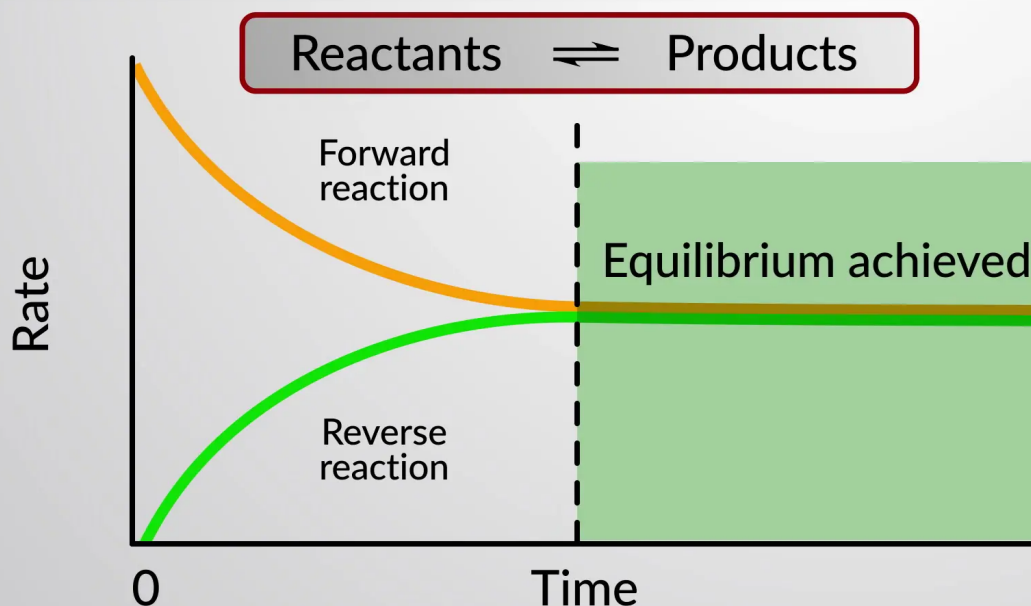 Reactants ⇌ Products
Forward
reaction
Equilibrium achieved
Rate
Reverse
reaction
0
Time